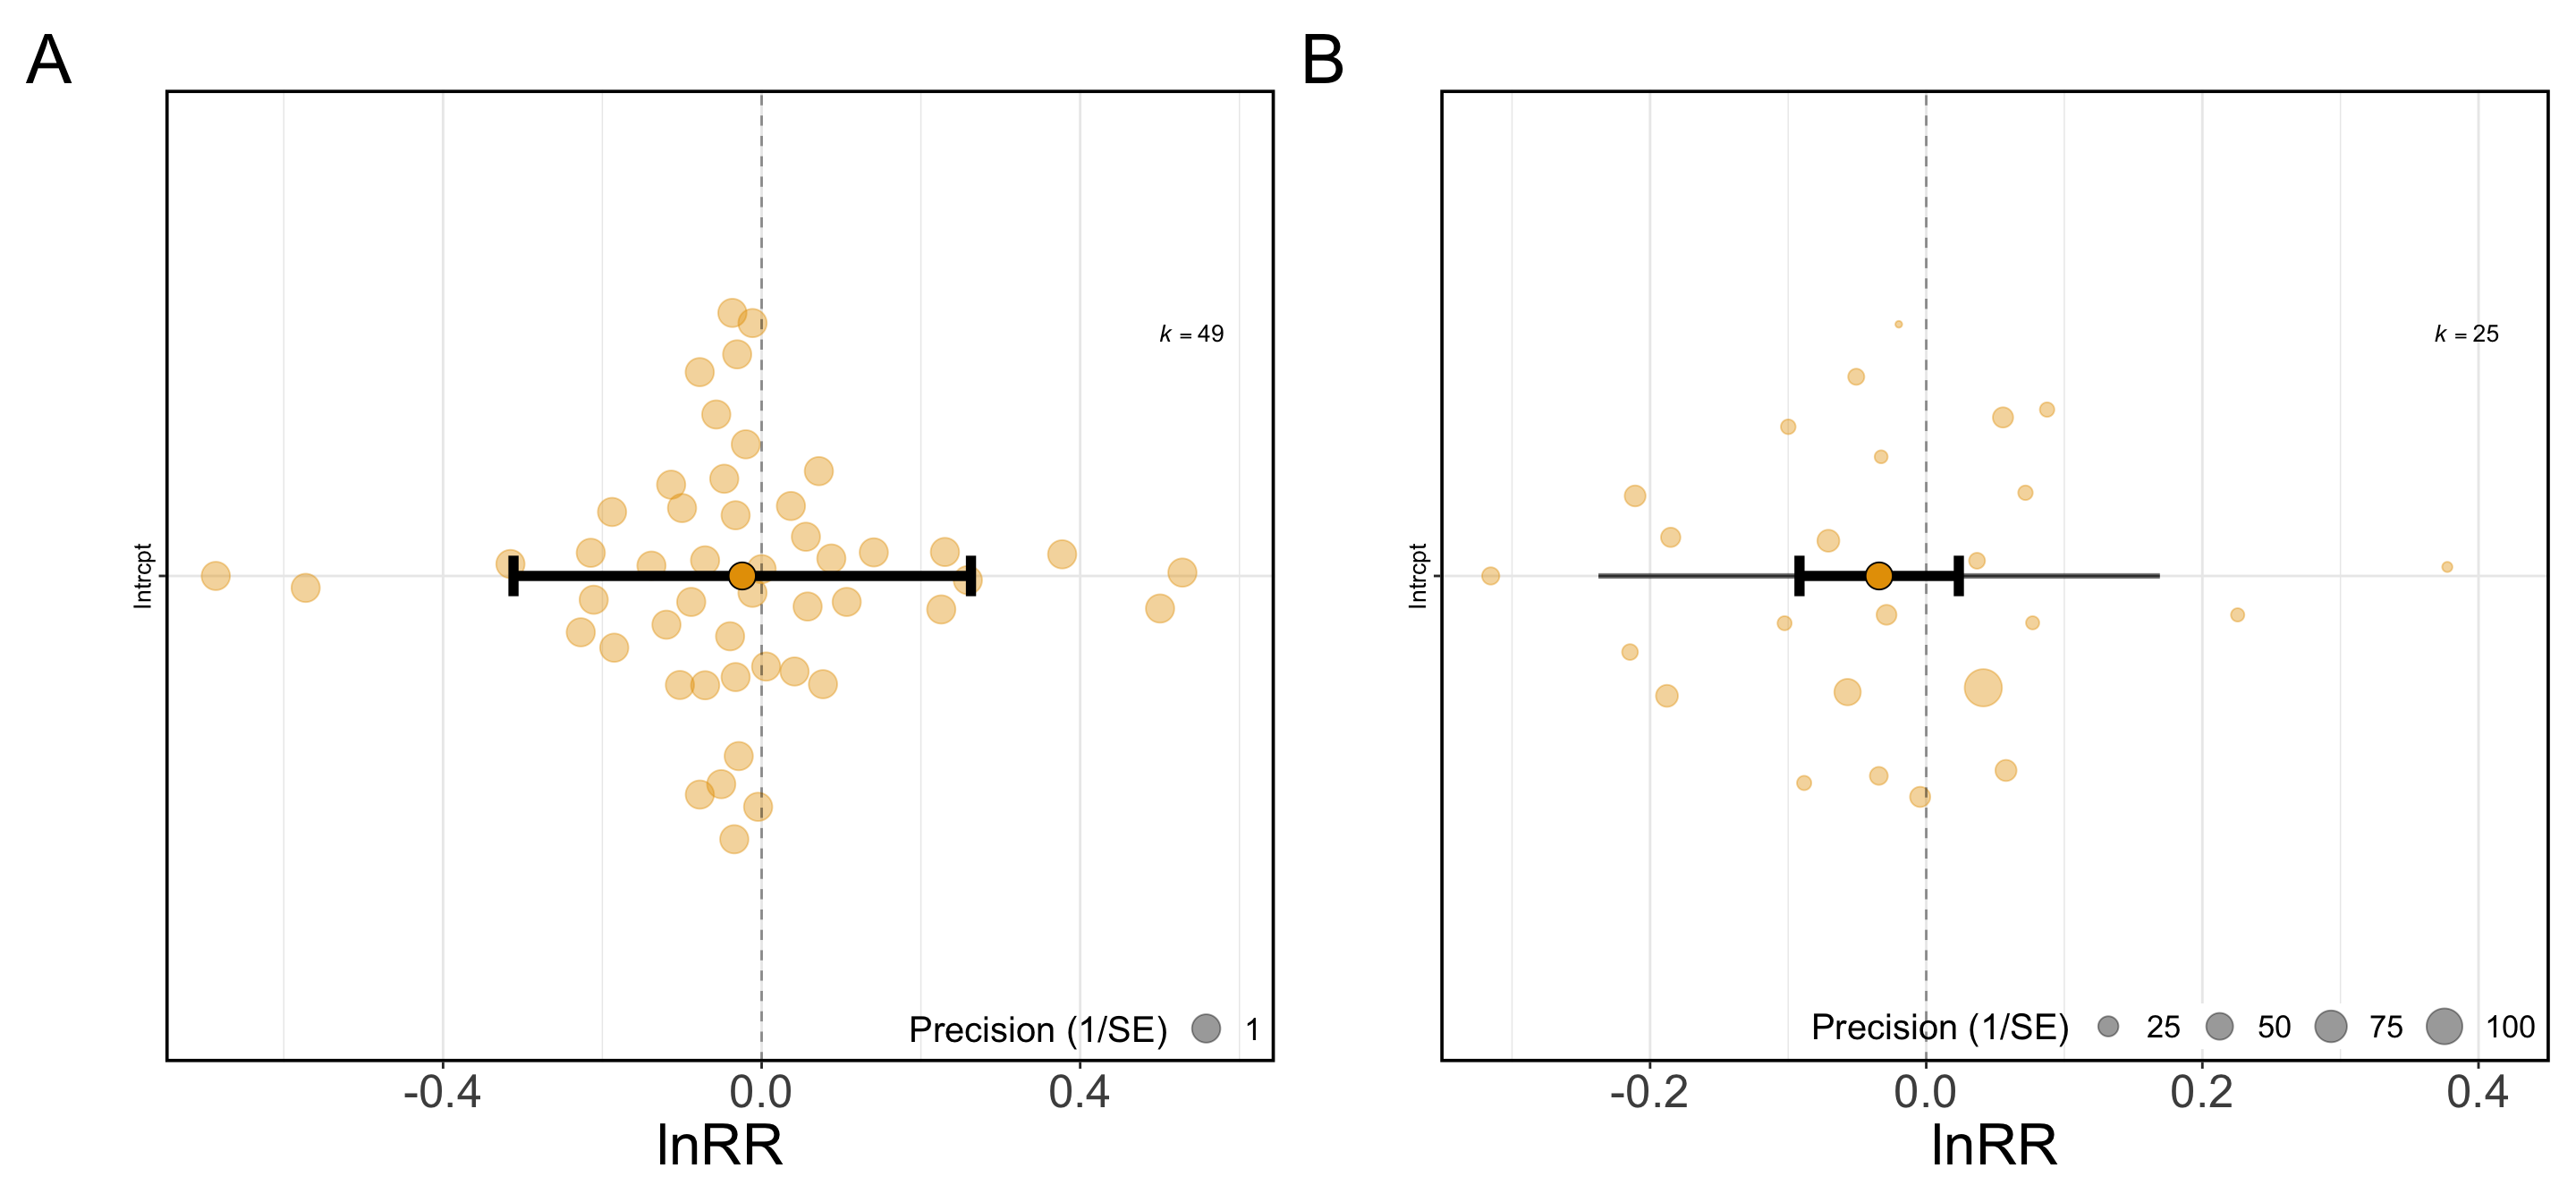 A
Intrcpt
k = 49
Precision (1/SE) 1
-0.4 0.0 0.4
lnRR
B
Intrcpt
k = 25
Precision (1/SE) 25 50 75 100
-0.2 0.0 0.2 0.4
lnRR